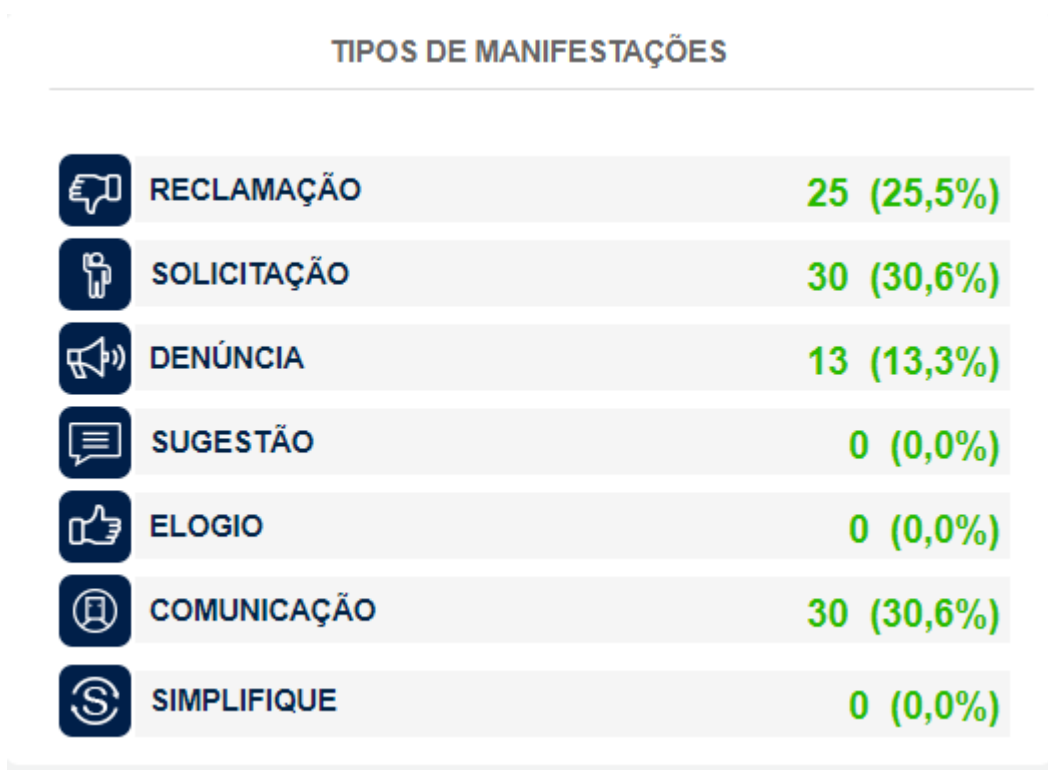 TIPOS DE MANIFESTAÇÕES
RECLAMAÇÃO 25 (25,5%)
SOLICITAÇÃO 30 (30,6%)
DENÚNCIA 13 (13,3%)
SUGESTÃO 0 (0,0%)
ELOGIO 0 (0,0%)
COMUNICAÇÃO 30 (30,6%)
SIMPLIFIQUE 0 (0,0%)